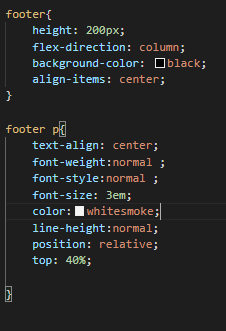 footer{
height: 200px;
flex-direction: column;
background-color: black;
align-items: center;
}
footer p{
text-align: center;
font-weight:normal ;
font-style:normal ;
font-size: 3em;
color: whitesmoke;
line-height:normal;
position: relative;
top: 40%;
}